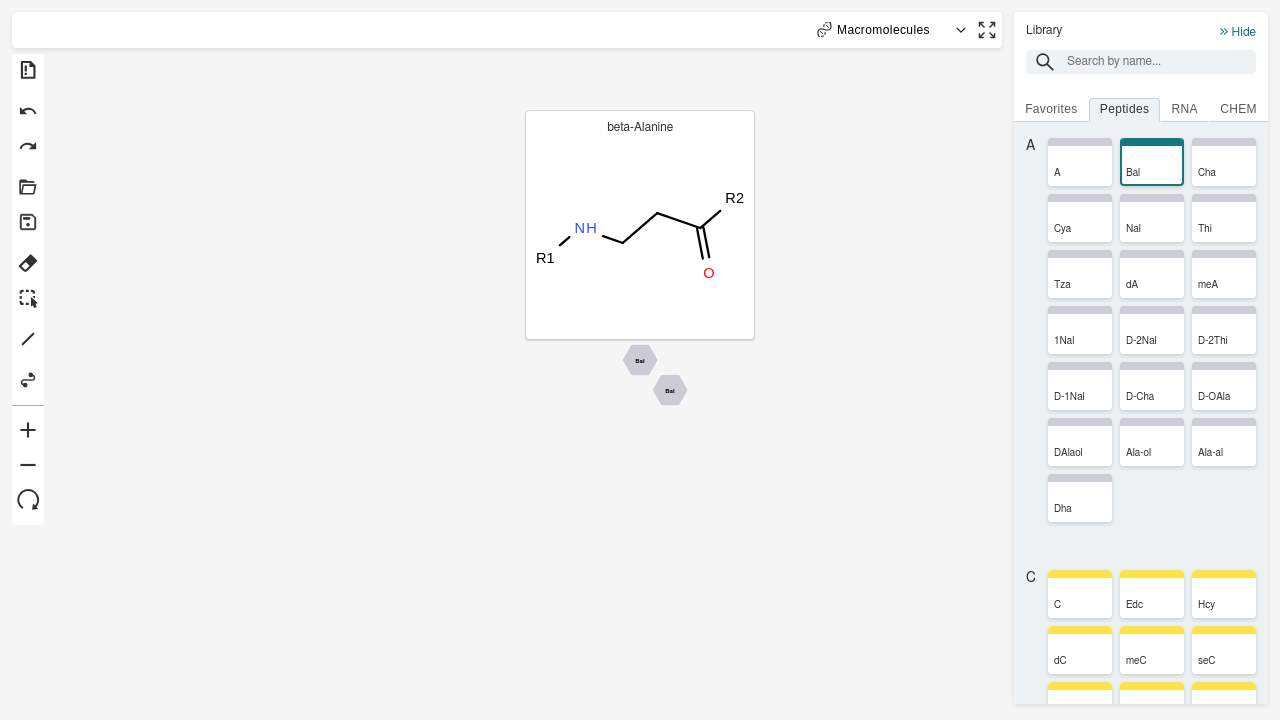 Macromolecules
Library
Hide
Search by name...
Favorites
Peptides
RNA
CHEM
beta-Alanine
R1
NH
R2
O
Bal
Bal
A
A
Bal
Cha
Cya
Nal
Thi
Tza
dA
meA
1Nal
D-2Nal
D-2Thi
D-1Nal
D-Cha
D-OAla
DAlaol
Ala-ol
Ala-al
Dha
C
C
Edc
Hcy
dC
meC
seC